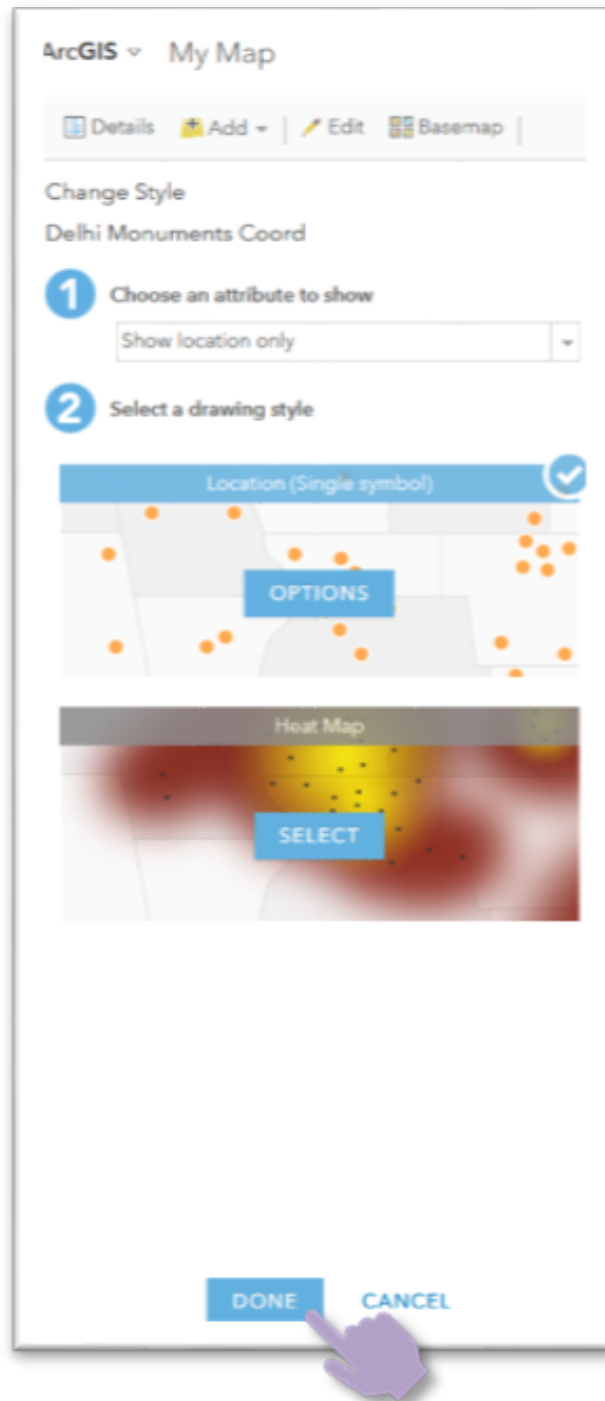 ArcGIS My Map
Details Add Edit Basemap
Change Style
Delhi Monuments Coord
1 Choose an attribute to show
Show location only
2 Select a drawing style
Location (Single symbol)
OPTIONS
Heat Map
SELECT
DONE CANCEL